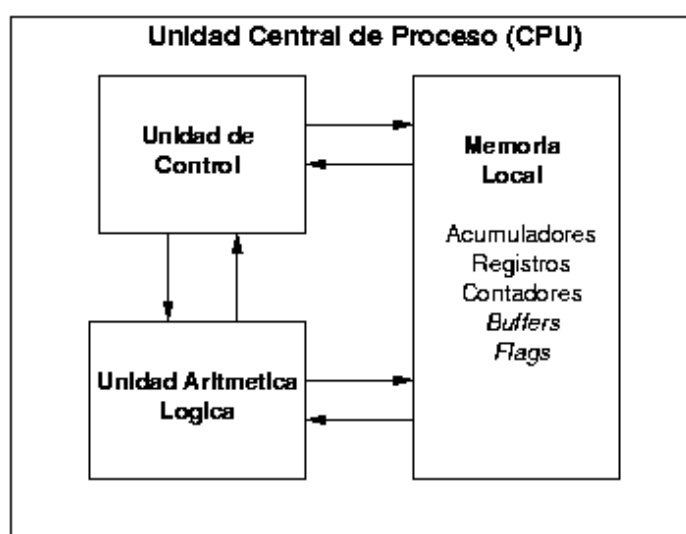 Unidad Central de Proceso (CPU)
Unidad de
Control
Memoria
Local
Acumuladores
Registros
Contadores
Buffers
Flags
Unidad Aritmetica
Logica